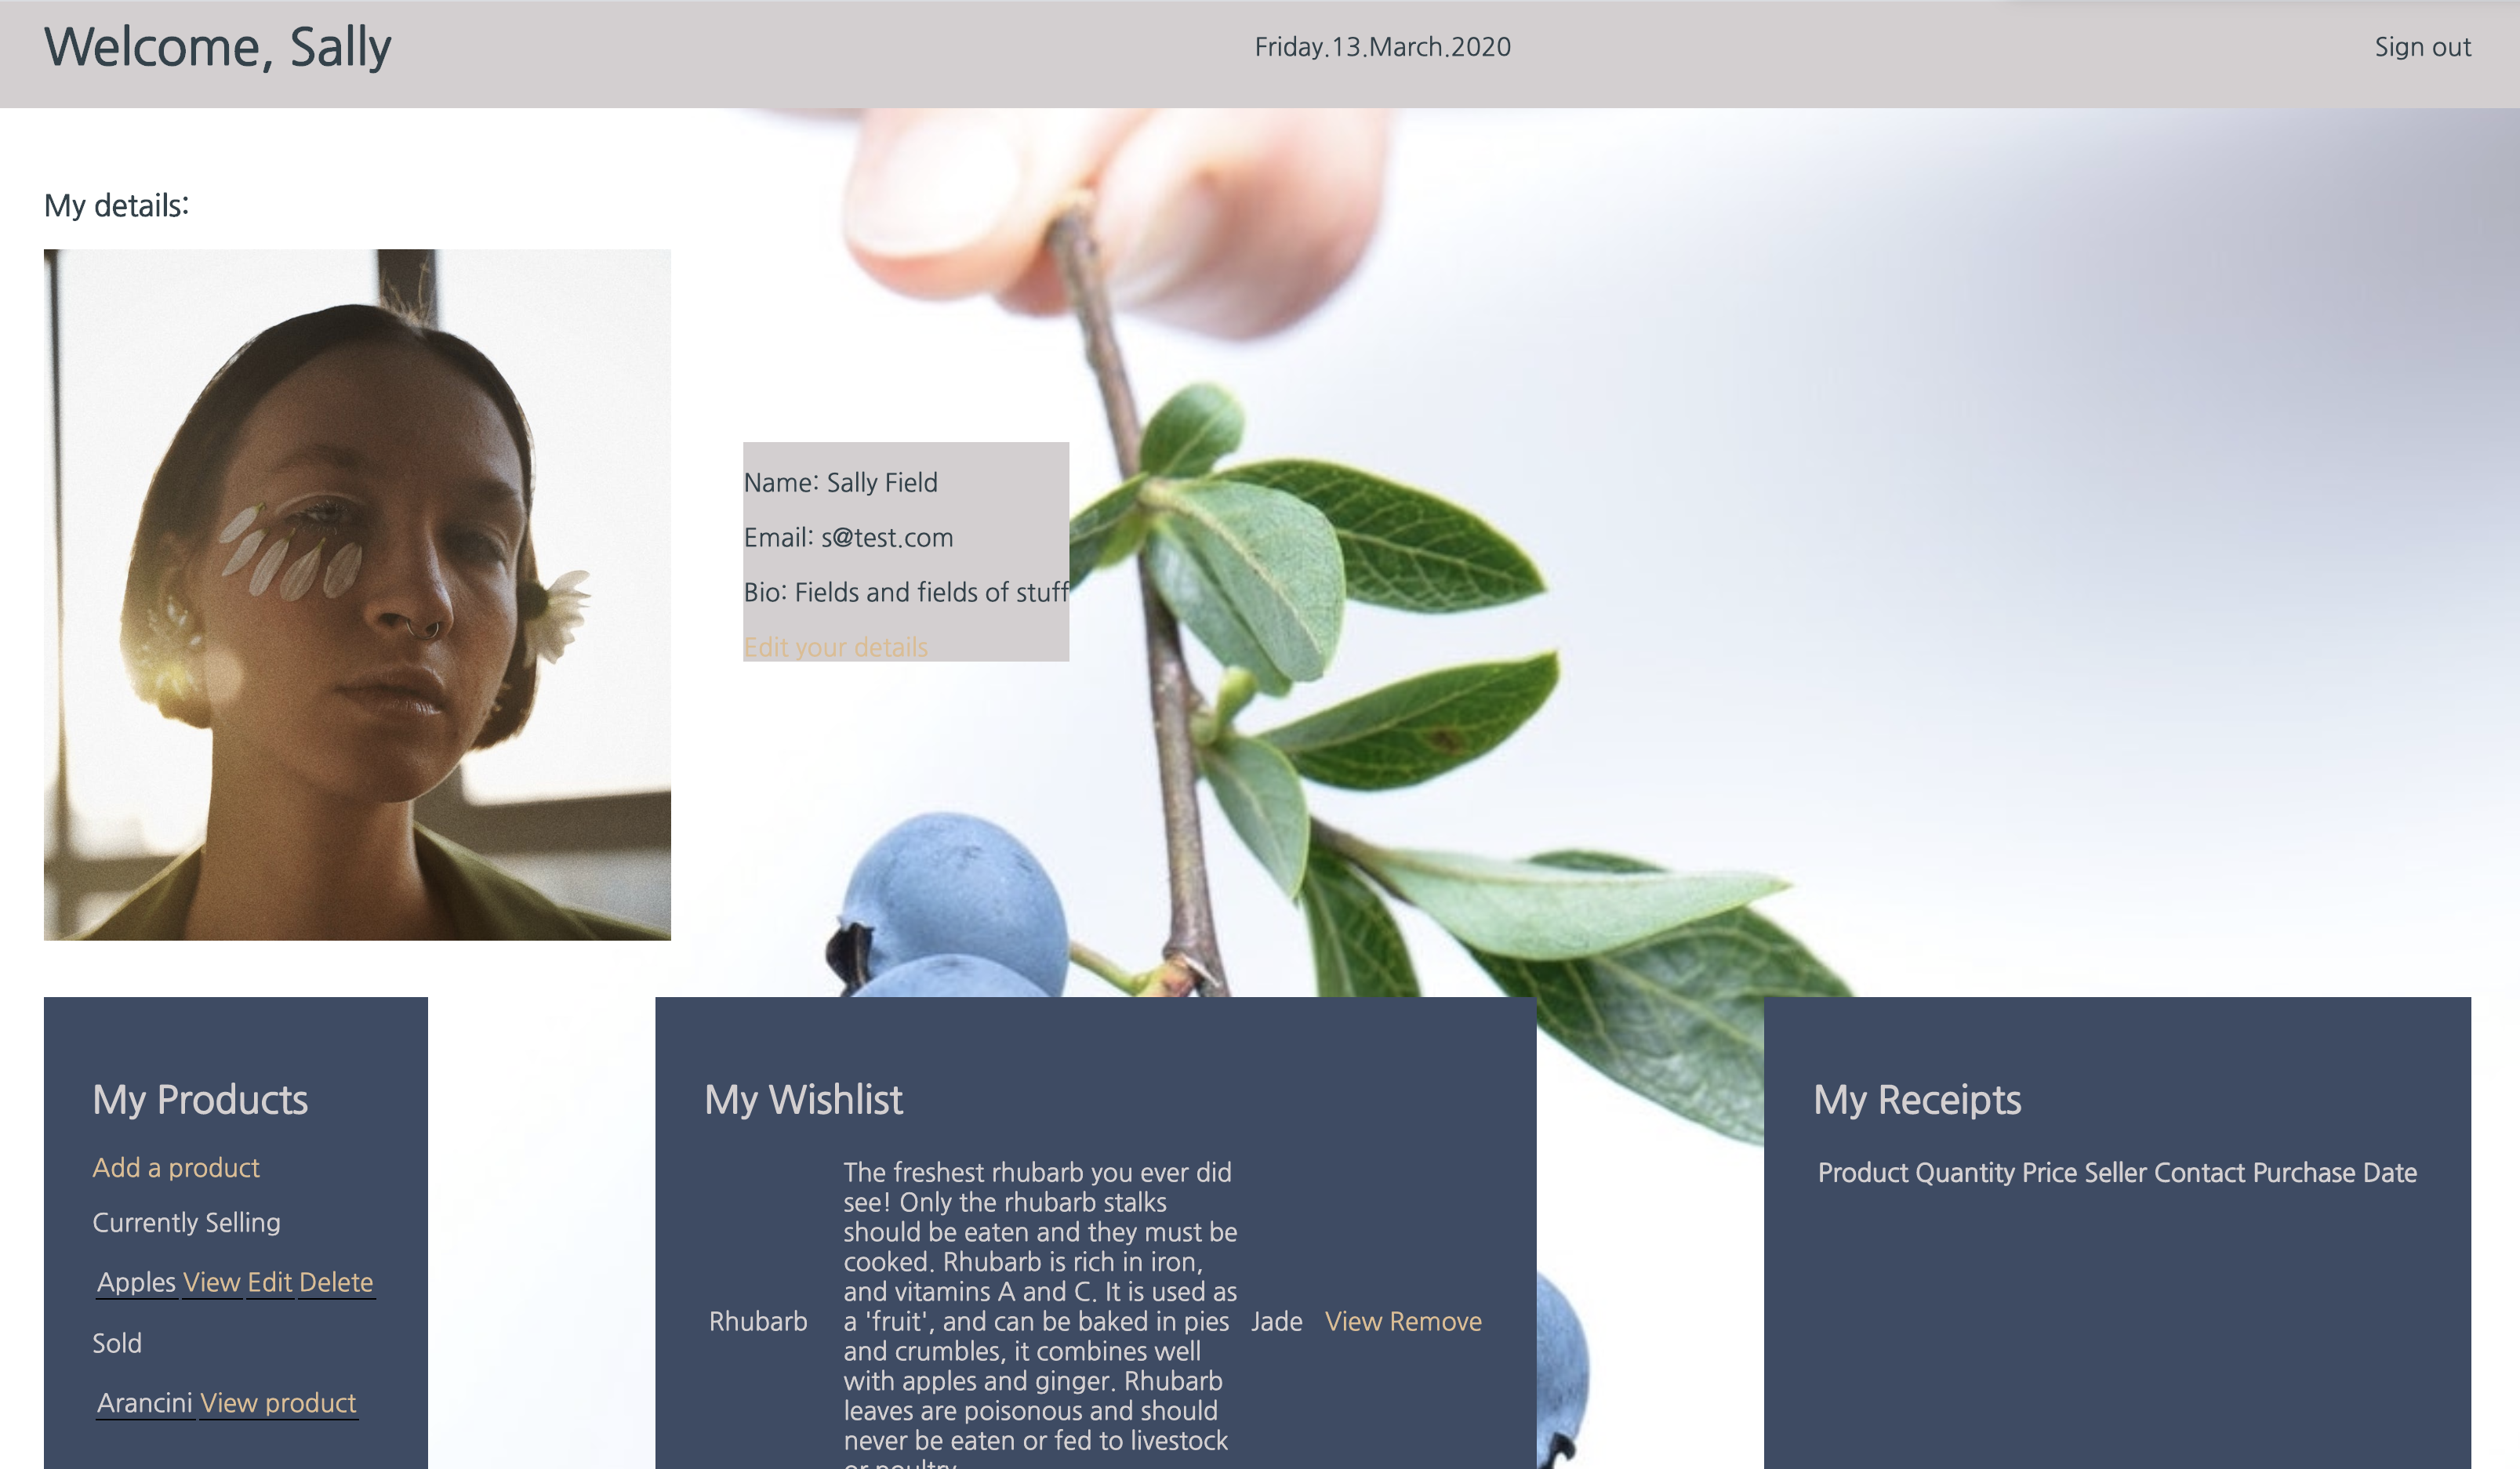 Welcome, Sally
Friday.13.March.2020
Sign out
My details:
Name: Sally Field
Email: s@test.com
Bio: Fields and fields of stuff
Edit your details
My Products
Add a product
Currently Selling
Apples View Edit Delete
Sold
Arancini View product
My Wishlist
Rhubarb
The freshest rhubarb you ever did
see! Only the rhubarb stalks
should be eaten and they must be
cooked. Rhubarb is rich in iron,
and vitamins A and C. It is used as
a 'fruit', and can be baked in pies
and crumbles, it combines well
with apples and ginger. Rhubarb
leaves are poisonous and should
never be eaten or fed to livestock
or poultry.
Jade
View Remove
My Receipts
Product Quantity Price Seller Contact Purchase Date